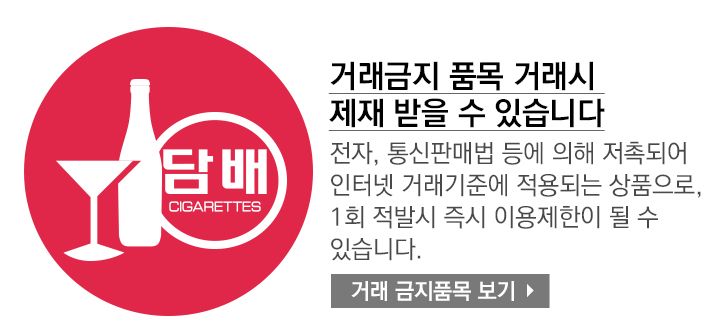 담배
CIGARETTES
거래금지 품목 거래시
제재 받을 수 있습니다
전자, 통신판매법 등에 의해 저촉되어
인터넷 거래기준에 적용되는 상품으로,
1회 적발시 즉시 이용제한이 될 수
있습니다.
거래 금지품목 보기